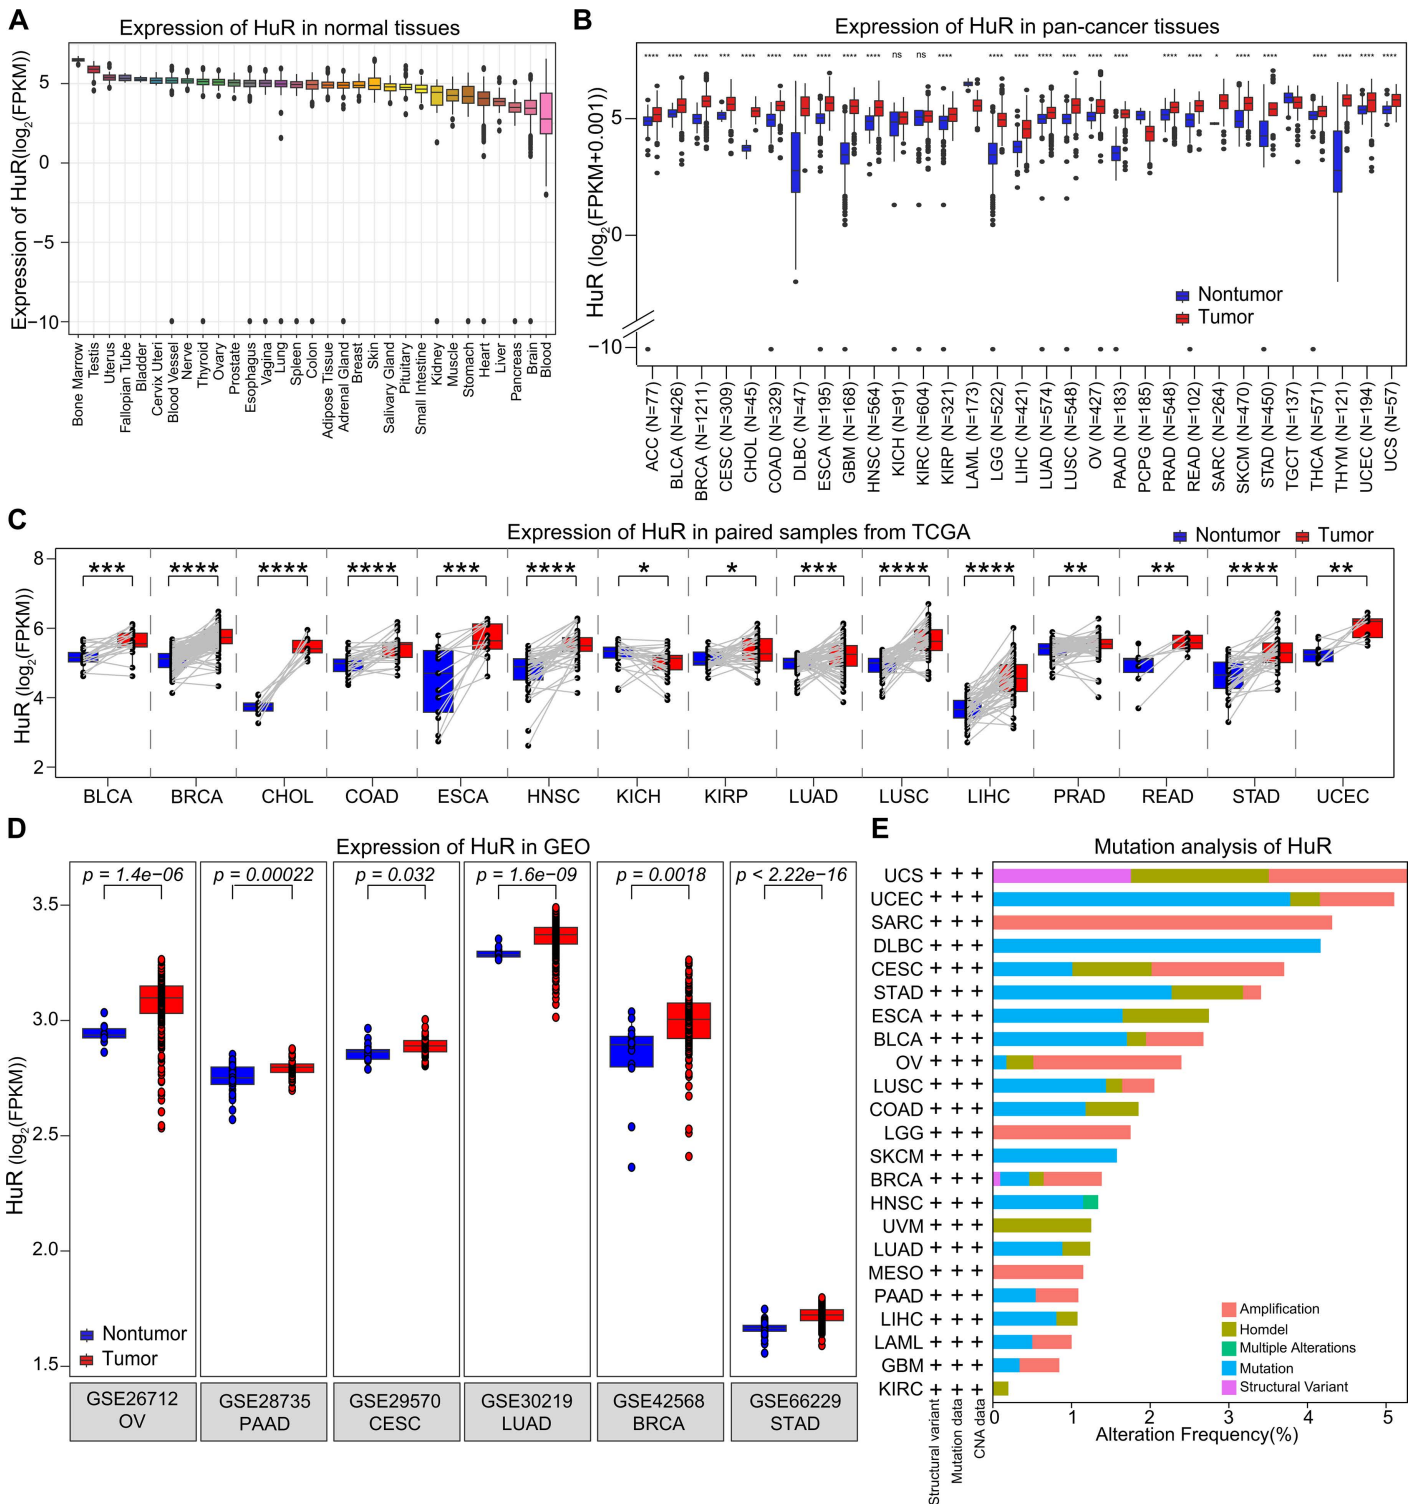 A
Expression of HuR in normal tissues
Expression of HuR(log2(FPKM))
5
0
−5
−10
Bone Marrow
Testis
Uterus
Fallopian Tube
Bladder
Cervix Uteri
Blood Vessel
Nerve
Thyroid
Ovary
Prostate
Esophagus
Vagina
Lung
Spleen
Colon
Adipose Tissue
Adrenal Gland
Breast
Skin
Salivary Gland
Pituitary
Small Intestine
Kidney
Muscle
Stomach
Heart
Liver
Pancreas
Brain
Blood
B
Expression of HuR in pan-cancer tissues
HuR (log2(FPKM+0.001))
**** **** **** *** **** **** **** **** **** **** ns ns **** **** **** **** **** **** **** **** **** * **** **** **** **** **** ****
5
0
−10
Nontumor
Tumor
ACC (N=77)
BLCA (N=426)
BRCA (N=1211)
CESC (N=309)
CHOL (N=45)
COAD (N=329)
DLBC (N=47)
ESCA (N=195)
GBM (N=168)
HNSC (N=564)
KICH (N=91)
KIRC (N=604)
KIRP (N=321)
LAML (N=173)
LGG (N=522)
LIHC (N=421)
LUAD (N=574)
LUSC (N=548)
OV (N=427)
PAAD (N=183)
PCPG (N=185)
PRAD (N=548)
READ (N=102)
SARC (N=264)
SKCM (N=470)
STAD (N=450)
TGCT (N=137)
THCA (N=571)
THYM (N=121)
UCEC (N=194)
UCS (N=57)
C
Expression of HuR in paired samples from TCGA
Nontumor Tumor
HuR (log2(FPKM))
8
6
4
2
*** **** **** **** *** **** * * *** **** **** ** ** **** **
BLCA BRCA CHOL COAD ESCA HNSC KICH KIRP LUAD LUSC LIHC PRAD READ STAD UCEC
D
Expression of HuR in GEO
HuR (log2(FPKM))
p = 1.4e−06 p = 0.00022 p = 0.032 p = 1.6e−09 p = 0.0018 p < 2.22e−16
3.5
3.0
2.5
2.0
1.5
Nontumor
Tumor
GSE26712 GSE28735 GSE29570 GSE30219 GSE42568 GSE66229
OV PAAD CESC LUAD BRCA STAD
E
Mutation analysis of HuR
UCS + + +
UCEC + + +
SARC + + +
DLBC + + +
CESC + + +
STAD + + +
ESCA + + +
BLCA + + +
OV + + +
LUSC + + +
COAD + + +
LGG + + +
SKCM + + +
BRCA + + +
HNSC + + +
UVM + + +
LUAD + + +
MESO + + +
PAAD + + +
LIHC + + +
LAML + + +
GBM + + +
KIRC + + +
Amplification
Homdel
Multiple Alterations
Mutation
Structural Variant
0 1 2 3 4 5
Alteration Frequency(%)
Structural variant
Mutation data
CNA data